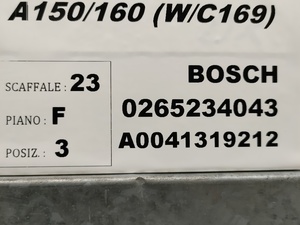 A150/160 (W/C169)
SCAFFALE: 23
PIANO: F
POSIZ.: 3
BOSCH
0265234043
A0041319212